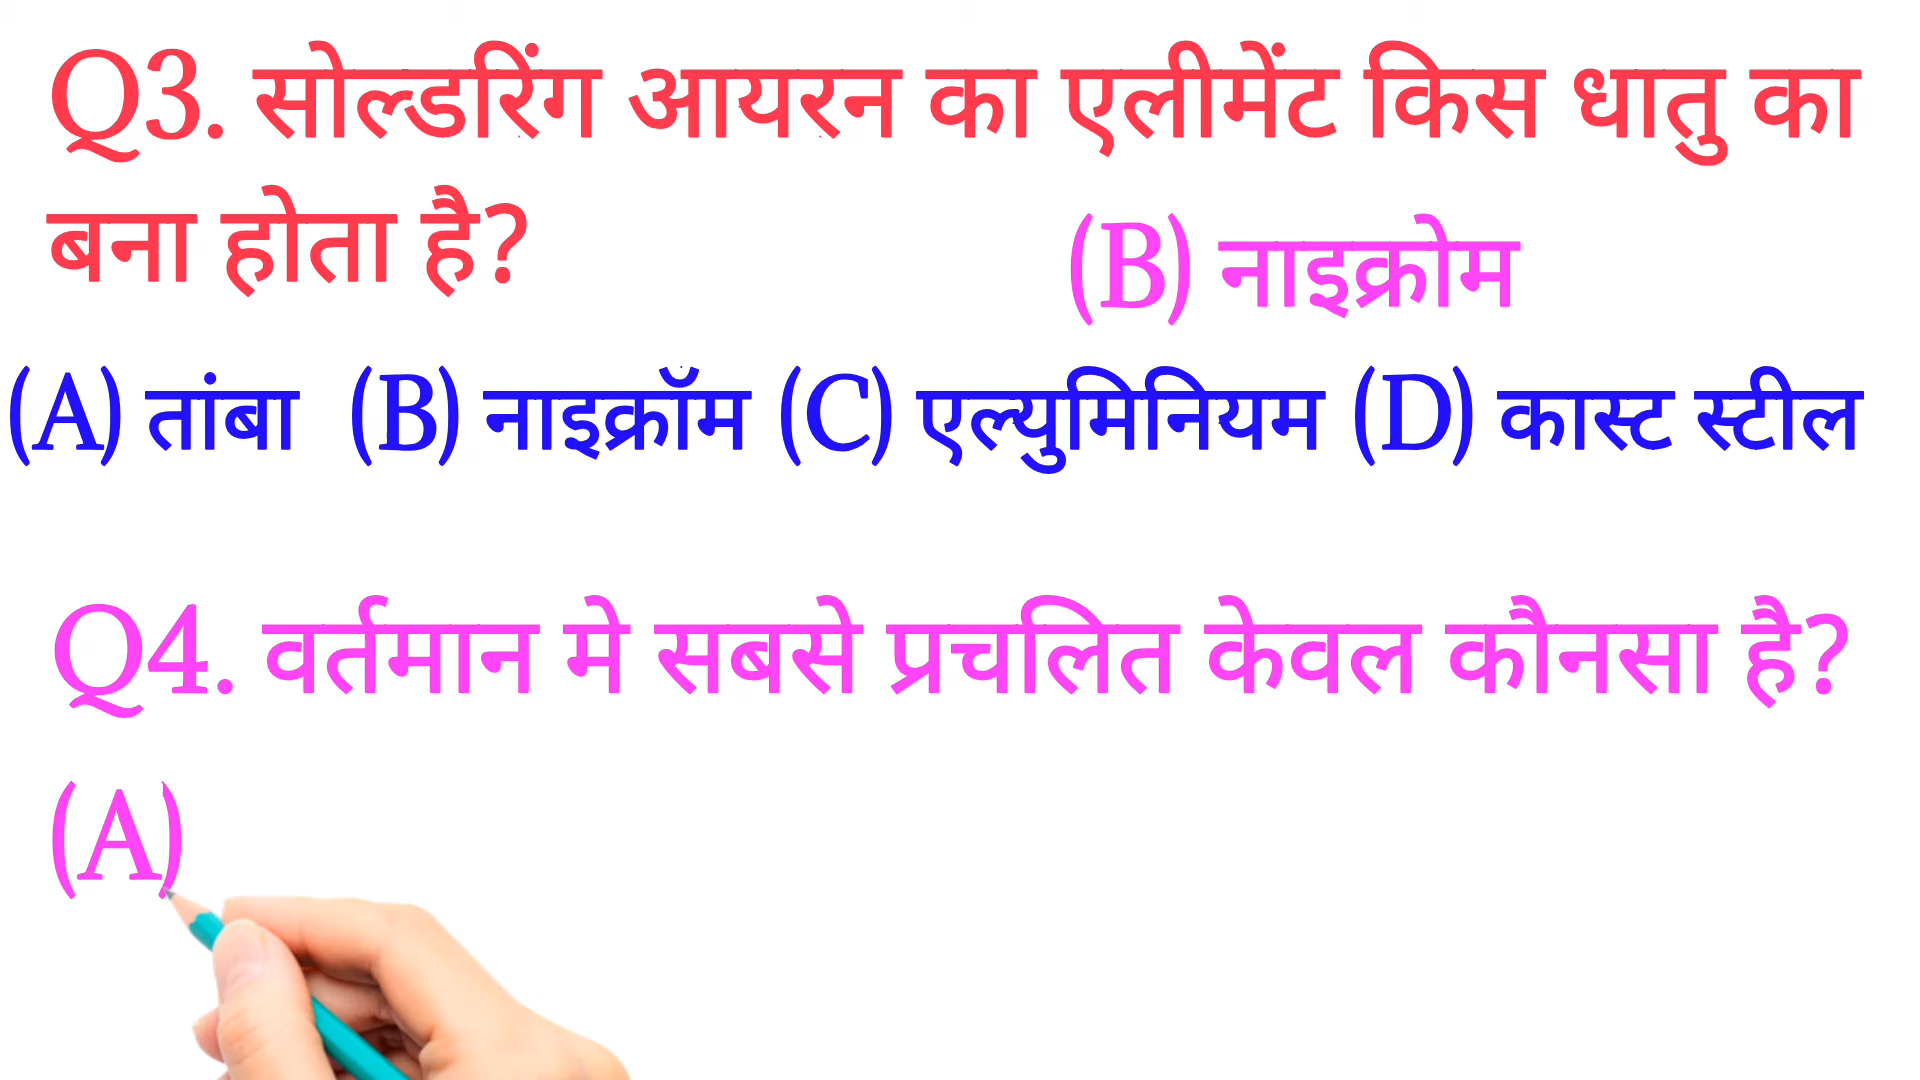 Q3. सोल्डरिंग आयरन का एलीमेंट किस धातु का
बना होता है?
(B) नाइक्रोम
(A) तांबा (B) नाइक्रॉम (C) एल्युमिनियम (D) कास्ट स्टील
Q4. वर्तमान मे सबसे प्रचलित केवल कौनसा है?
(A)